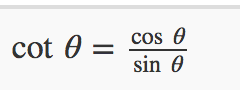 cot θ = cos θ / sin θ